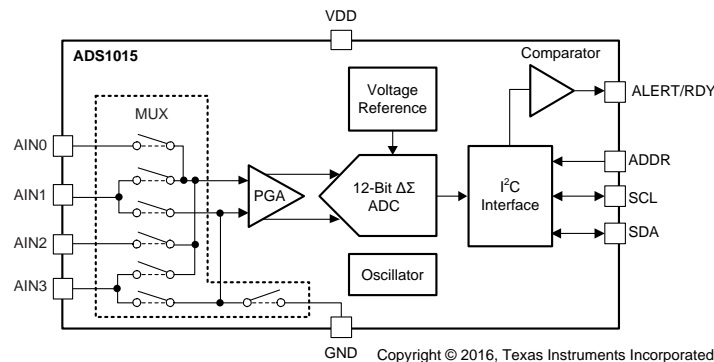 VDD
ADS1015
Comparator
Voltage
Reference
ALERT/RDY
MUX
AIN0
ADDR
AIN1
PGA
12-Bit ΔΣ
ADC
I²C
Interface
SCL
AIN2
SDA
AIN3
Oscillator
GND
Copyright © 2016, Texas Instruments Incorporated